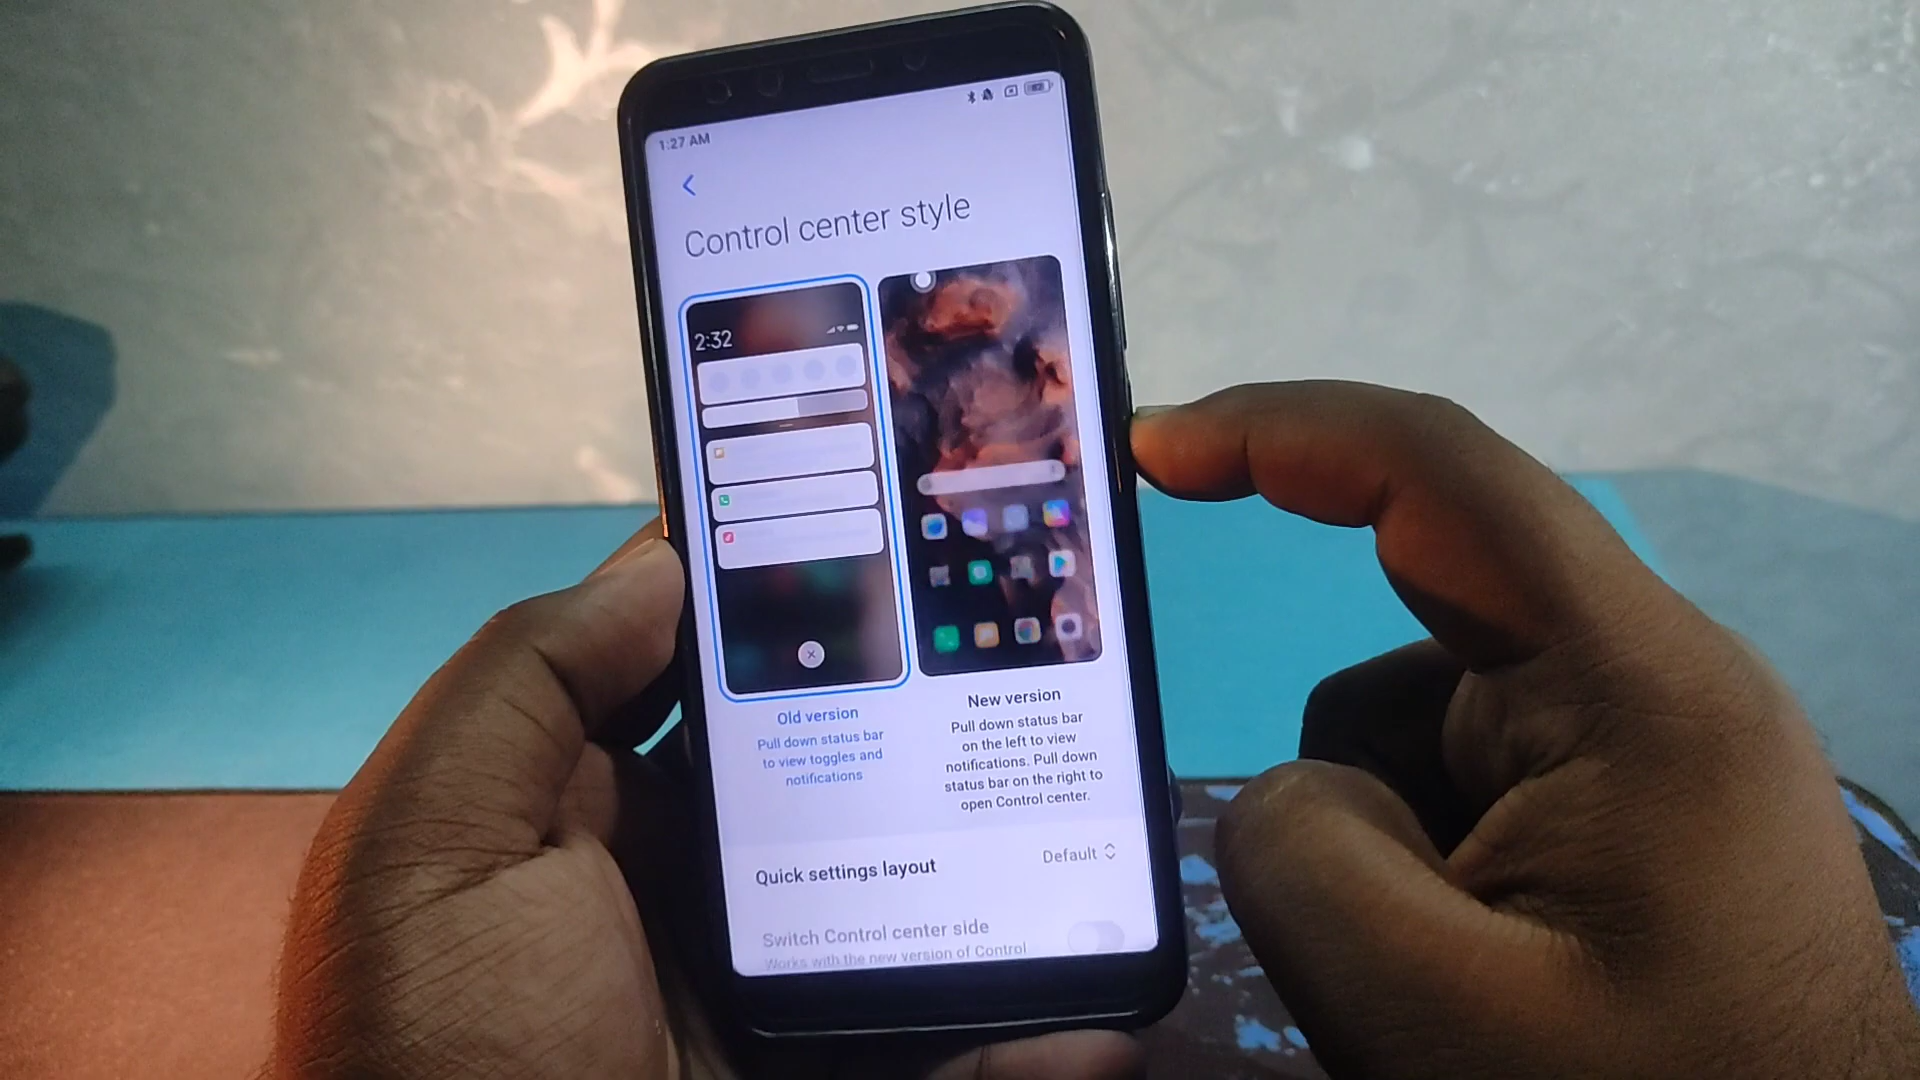 1:27 AM
Control center style
2:32
Old version
Pull down status bar
to view toggles and
notifications
New version
Pull down status bar
on the left to view
notifications. Pull down
status bar on the right to
open Control center.
Quick settings layout
Default
Switch Control center side
Works with the new version of Control